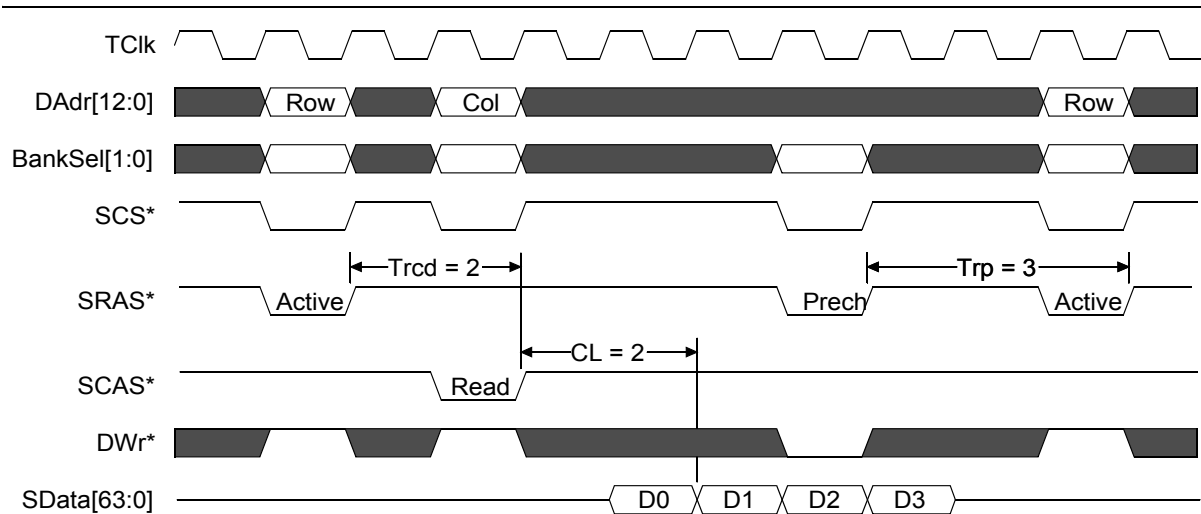 TClk
DAdr[12:0] Row Col Row
BankSel[1:0]
SCS*
Trcd = 2 Trp = 3
SRAS* Active Prech Active
CL = 2
SCAS* Read
DWr*
SData[63:0] D0 D1 D2 D3